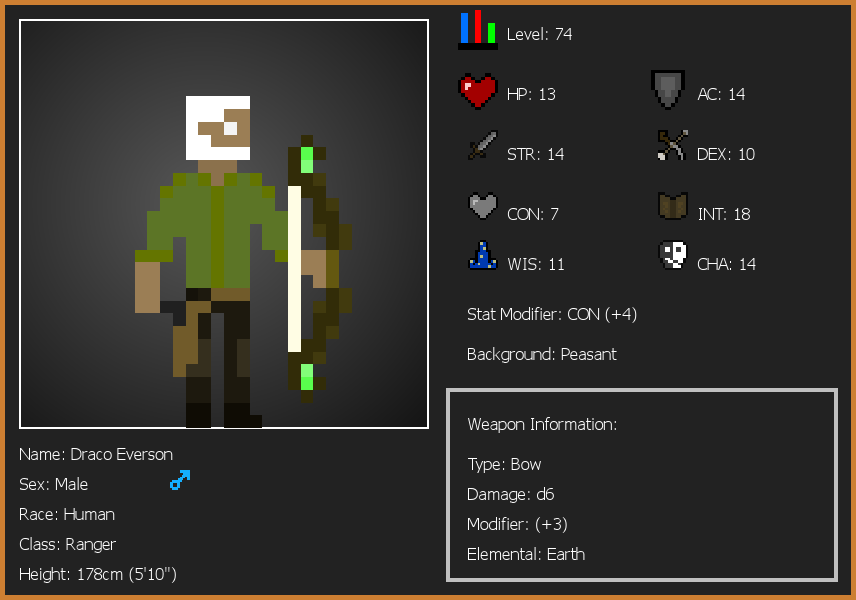 Level: 74
HP: 13
AC: 14
STR: 14
DEX: 10
CON: 7
INT: 18
WIS: 11
CHA: 14
Stat Modifier: CON (+4)
Background: Peasant
Weapon Information:
Type: Bow
Damage: d6
Modifier: (+3)
Elemental: Earth
Name: Draco Everson
Sex: Male
Race: Human
Class: Ranger
Height: 178cm (5'10")